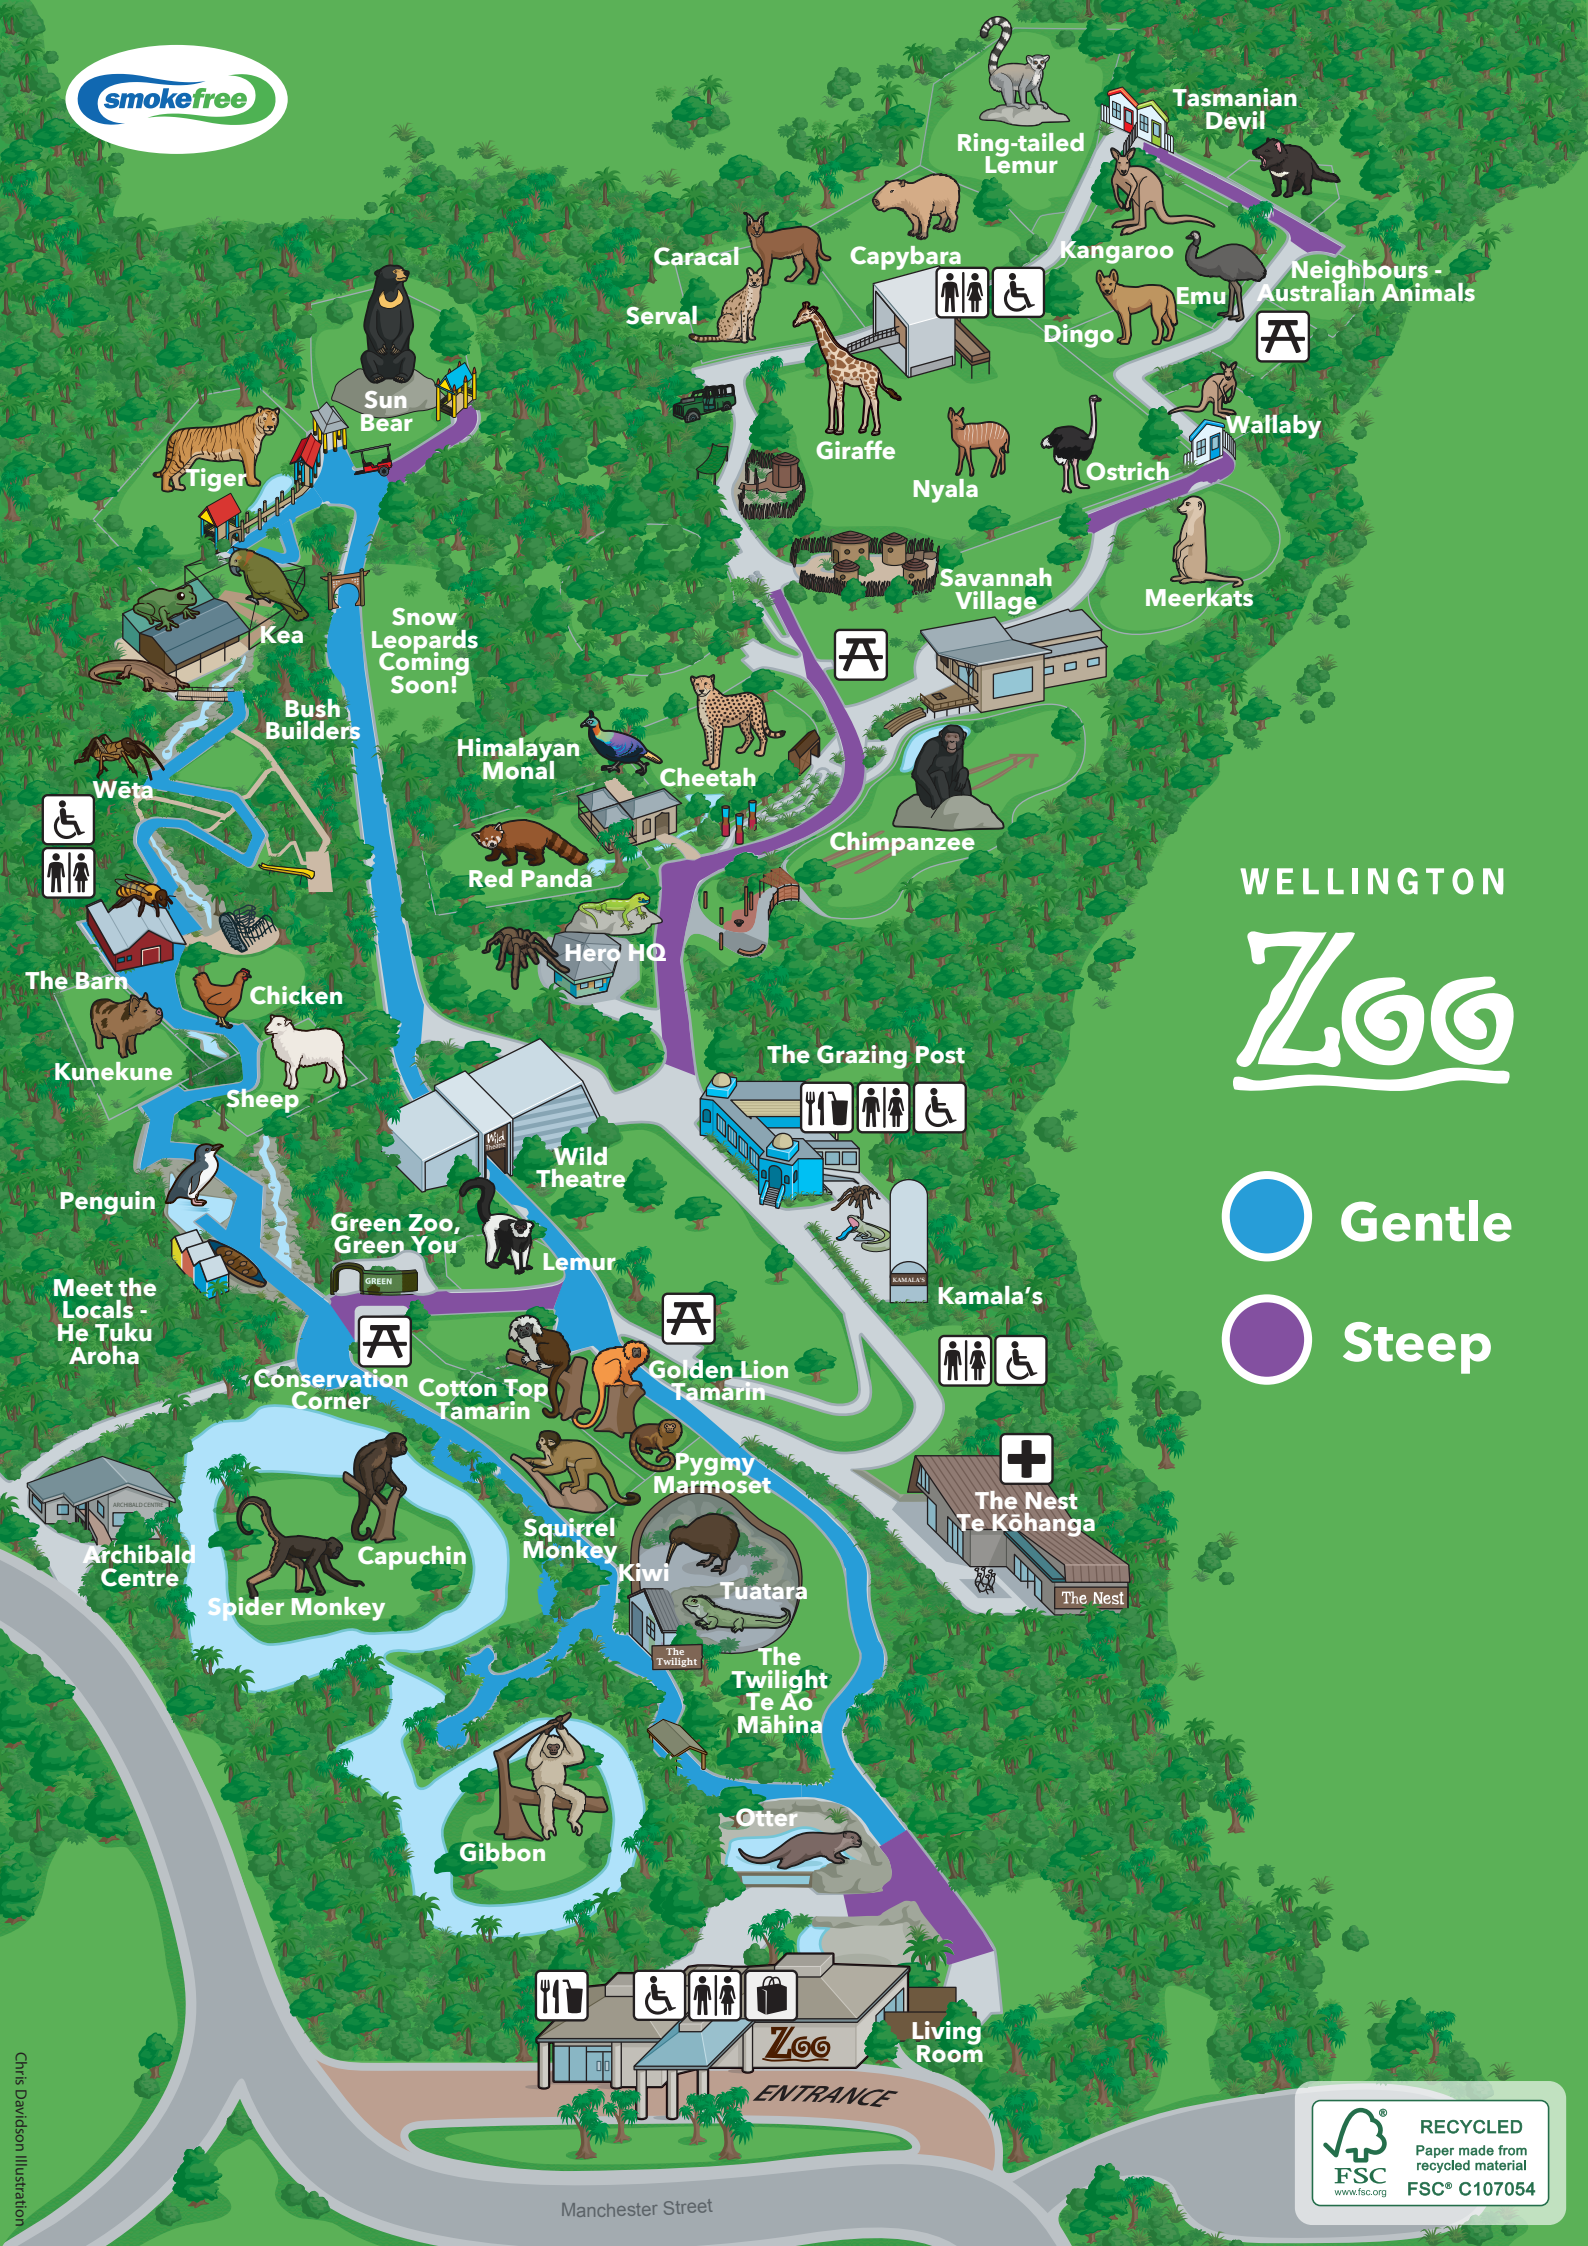 smokefree
Tasmanian
Devil
Ring-tailed
Lemur
Caracal
Capybara
Kangaroo
Serval
Emu
Neighbours -
Australian Animals
Dingo
Sun
Bear
Tiger
Giraffe
Nyala
Ostrich
Wallaby
Savannah
Village
Meerkats
Kea
Snow
Leopards
Coming
Soon!
Bush
Builders
Wēta
Himalayan
Monal
Cheetah
Red Panda
Chimpanzee
Hero HQ
The Barn
Chicken
Kunekune
Sheep
WELLINGTON
Zoo
The Grazing Post
Wild
Theatre
Wild
Theatre
Penguin
Green Zoo,
Green You
GREEN
Lemur
Meet the
Locals -
He Tuku
Aroha
KAMALA'S
Kamala's
Gentle
Steep
Conservation
Corner
Cotton Top
Tamarin
Golden Lion
Tamarin
Pygmy
Marmoset
The Nest
Te Kōhanga
The Nest
ARCHIBALD CENTRE
Archibald
Centre
Capuchin
Spider Monkey
Squirrel
Monkey
Kiwi
Tuatara
The
Twilight
The
Twilight
Te Ao
Māhina
Otter
Gibbon
Zoo
Living
Room
ENTRANCE
Manchester Street
Chris Davidson Illustration
®
FSC
www.fsc.org
RECYCLED
Paper made from
recycled material
FSC® C107054